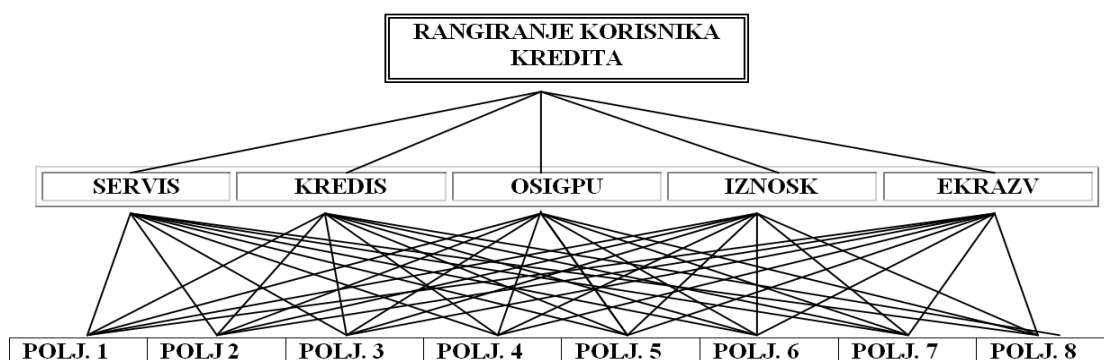 RANGIRANJE KORISNIKA
KREDITA
SERVIS KREDIS OSIGPU IZNOSK EKRAZV
POLJ. 1 POLJ 2 POLJ. 3 POLJ. 4 POLJ. 5 POLJ. 6 POLJ. 7 POLJ. 8